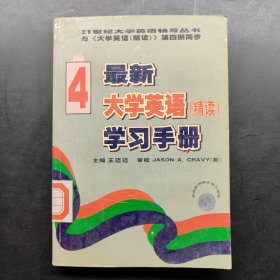 21世纪大学英语辅导丛书
与《大学英语(精读)》第四册同步
4
最新
大学英语(精读)
学习手册
主编 王迈迈 审校 JASON A. CRAVY(美)